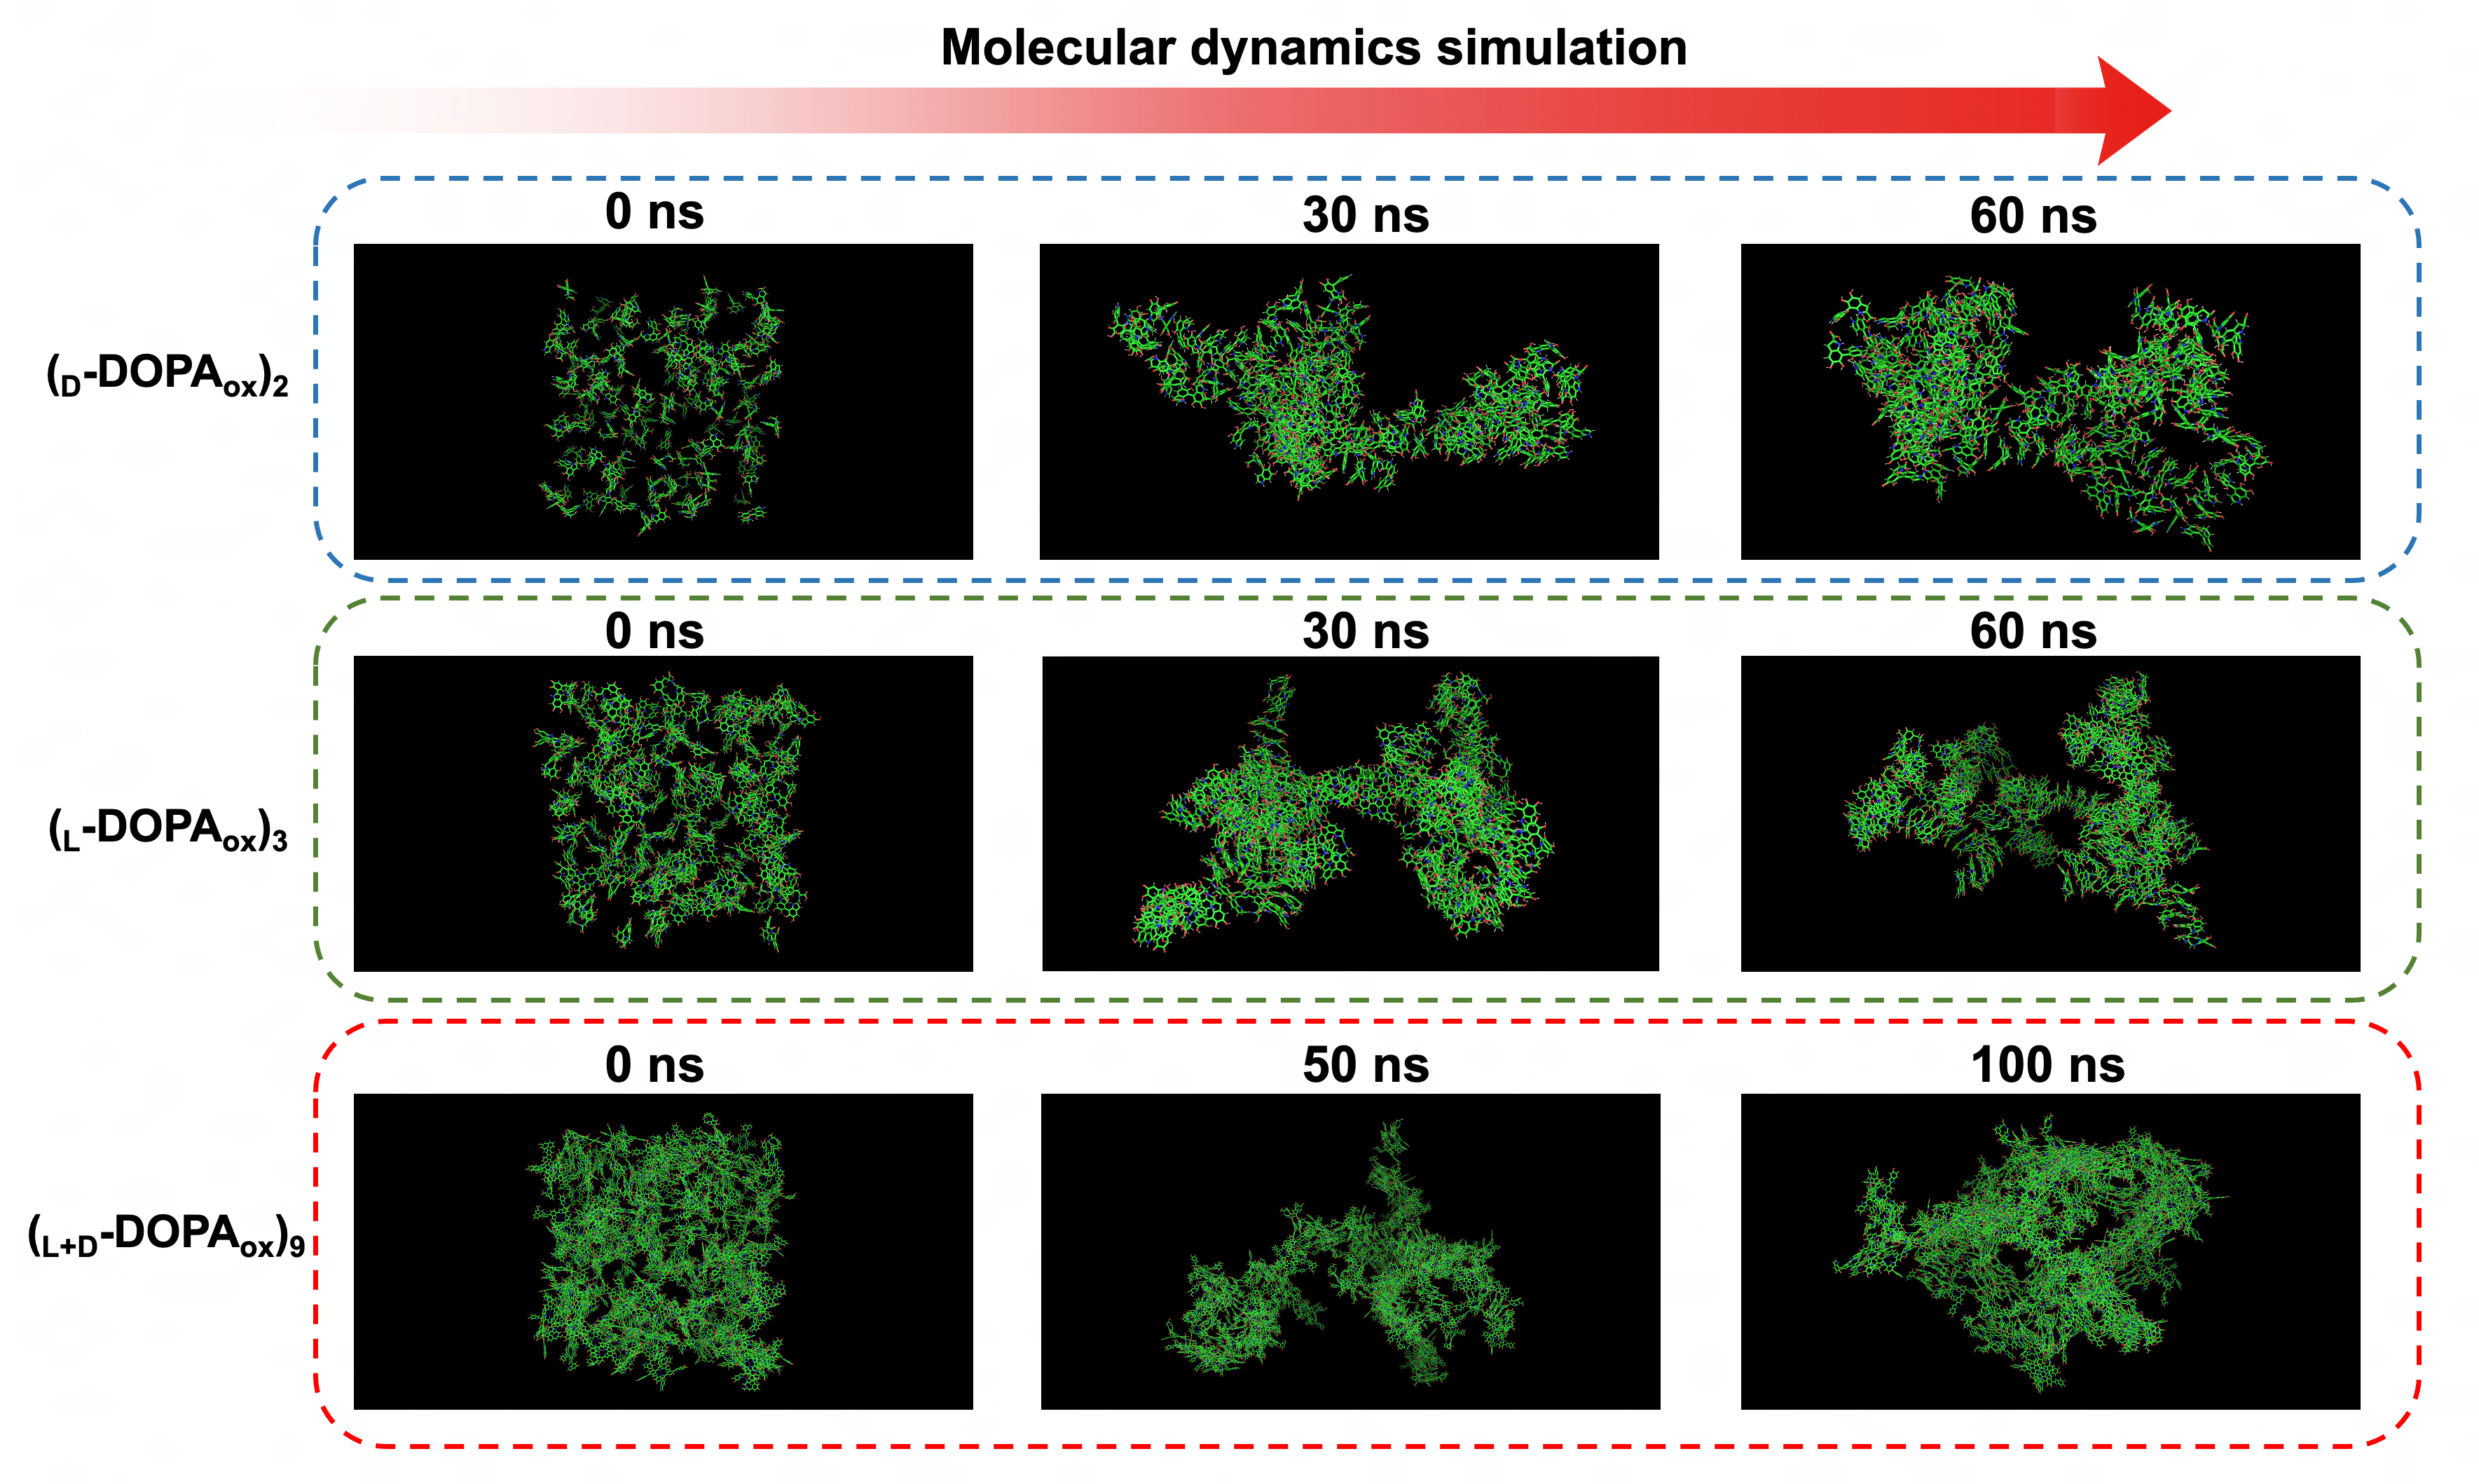 Molecular dynamics simulation
0 ns 30 ns 60 ns
(D-DOPAox)2
0 ns 30 ns 60 ns
(L-DOPAox)3
0 ns 50 ns 100 ns
(L+D-DOPAox)9